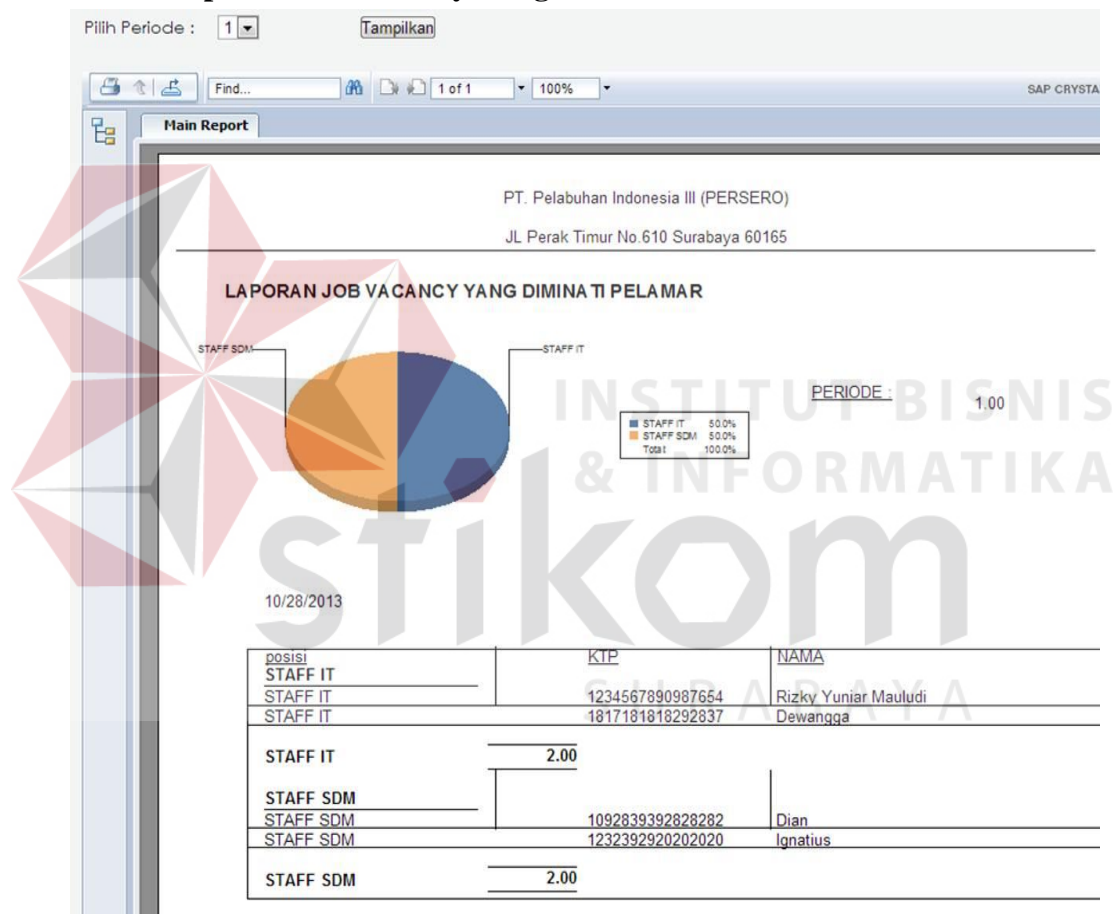 Pilih Periode : 1 Tampilkan
Find... 1 of 1 100% SAP CRYSTA
Main Report
PT. Pelabuhan Indonesia III (PERSERO)
JL Perak Timur No.610 Surabaya 60165
LAPORAN JOB VACANCY YANG DIMINATI PELAMAR
STAFF SDM STAFF IT
PERIODE : 1.00
STAFF IT 50.0%
STAFF SDM 50.0%
Total 100.0%
INSTITUT BISNIS
& INFORMATIKA
stikom
SURABAYA
10/28/2013
posisi KTP NAMA
STAFF IT
STAFF IT 1234567890987654 Rizky Yuniar Mauludi
STAFF IT 1817181818292837 Dewangga
STAFF IT 2.00
STAFF SDM
STAFF SDM 1092839392828282 Dian
STAFF SDM 1232392920202020 Ignatius
STAFF SDM 2.00